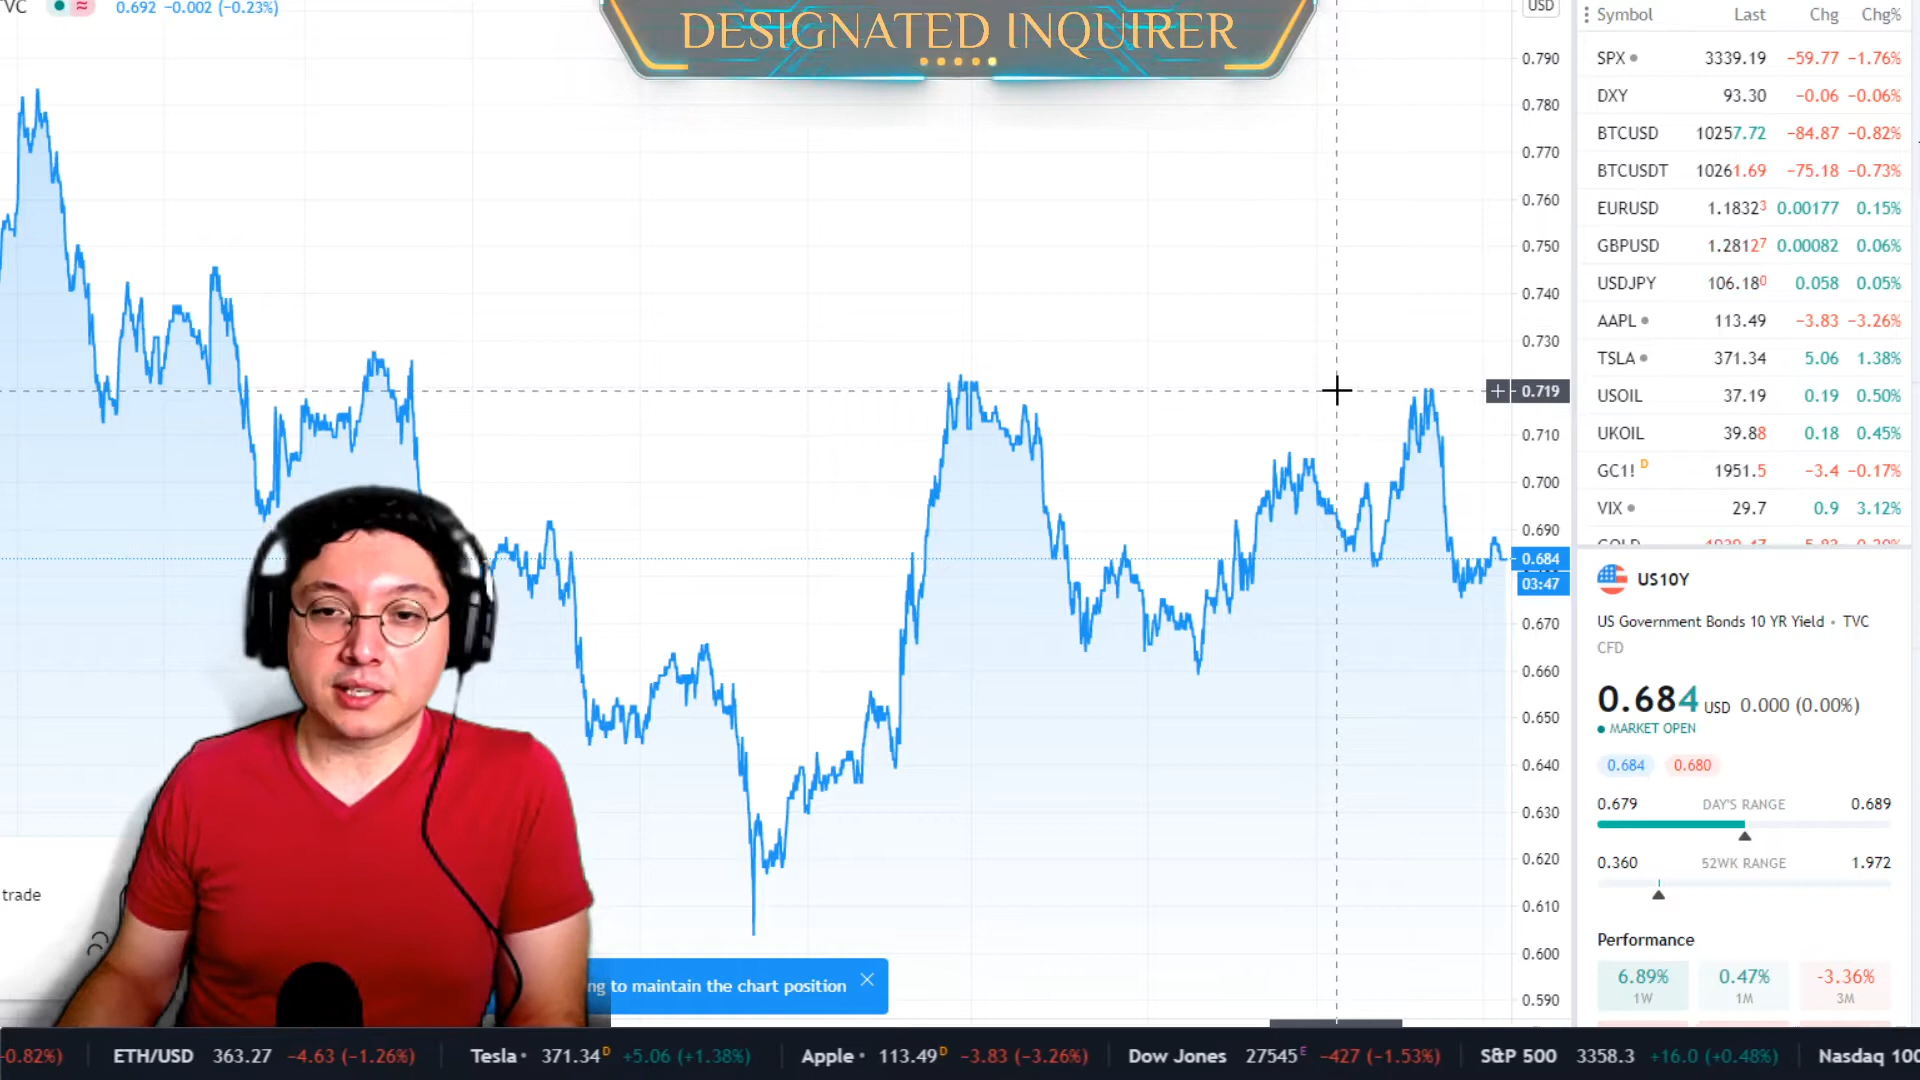 TVC 0.692 −0.002 (−0.23%)
DESIGNATED INQUIRER
USD
0.790
0.780
0.770
0.760
0.750
0.740
0.730
0.719
0.710
0.700
0.690
0.684
03:47
0.670
0.660
0.650
0.640
0.630
0.620
0.610
0.600
0.590
Symbol Last Chg Chg%
SPX 3339.19 −59.77 −1.76%
DXY 93.30 −0.06 −0.06%
BTCUSD 10257.72 −84.87 −0.82%
BTCUSDT 10261.69 −75.18 −0.73%
EURUSD 1.18323 0.00177 0.15%
GBPUSD 1.28127 0.00082 0.06%
USDJPY 106.180 0.058 0.05%
AAPL 113.49 −3.83 −3.26%
TSLA 371.34 5.06 1.38%
USOIL 37.19 0.19 0.50%
UKOIL 39.88 0.18 0.45%
GC1! D 1951.5 −3.4 −0.17%
VIX 29.7 0.9 3.12%
US10Y
US Government Bonds 10 YR Yield • TVC
CFD
0.684 USD 0.000 (0.00%)
MARKET OPEN
0.684 0.680
0.679 DAY'S RANGE 0.689
0.360 52WK RANGE 1.972
Performance
6.89% 0.47% -3.36%
1W 1M 3M
trade
ng to maintain the chart position
-0.82%) ETH/USD 363.27 −4.63 (−1.26%) Tesla • 371.34 D +5.06 (+1.38%) Apple • 113.49 D −3.83 (−3.26%) Dow Jones 27545 E −427 (−1.53%) S&P 500 3358.3 +16.0 (+0.48%) Nasdaq 100